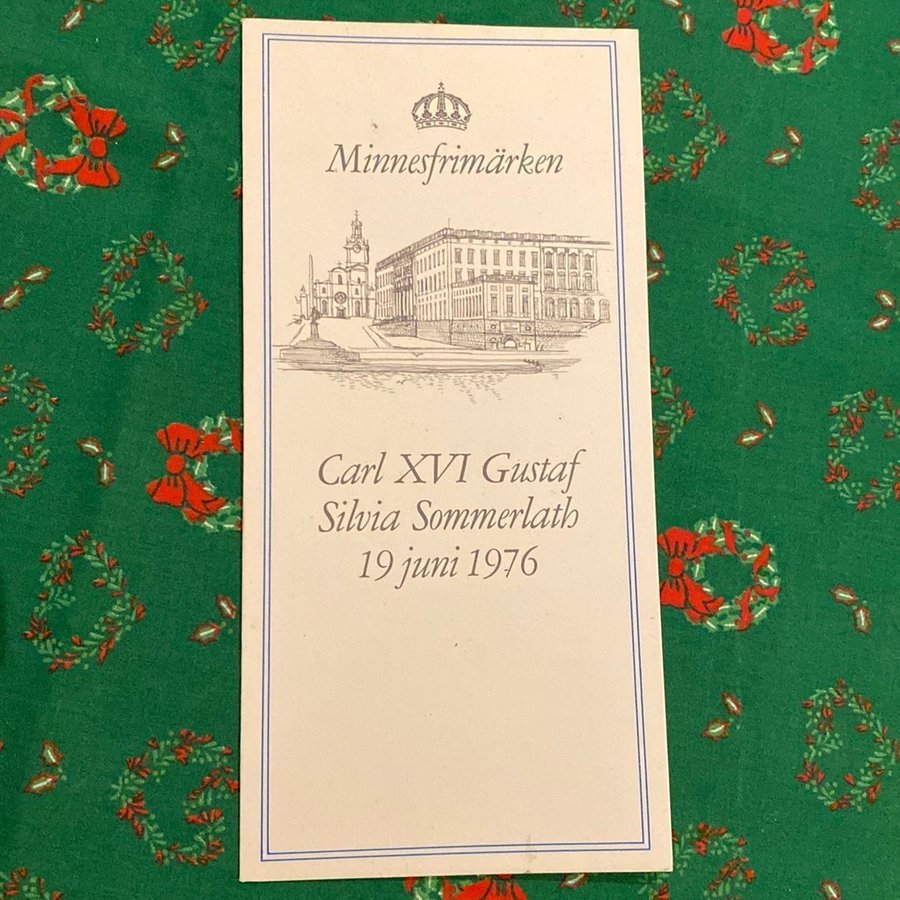 Minnesfrimärken
Carl XVI Gustaf
Silvia Sommerlath
19 juni 1976